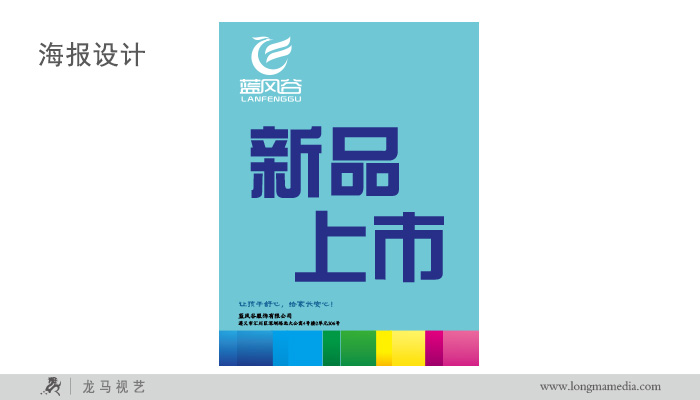 海报设计
蓝风谷
LANFENGGU
新品
上市
让孩子舒心，给家长安心！
蓝风谷服饰有限公司
龙马视艺
www.longmamedia.com